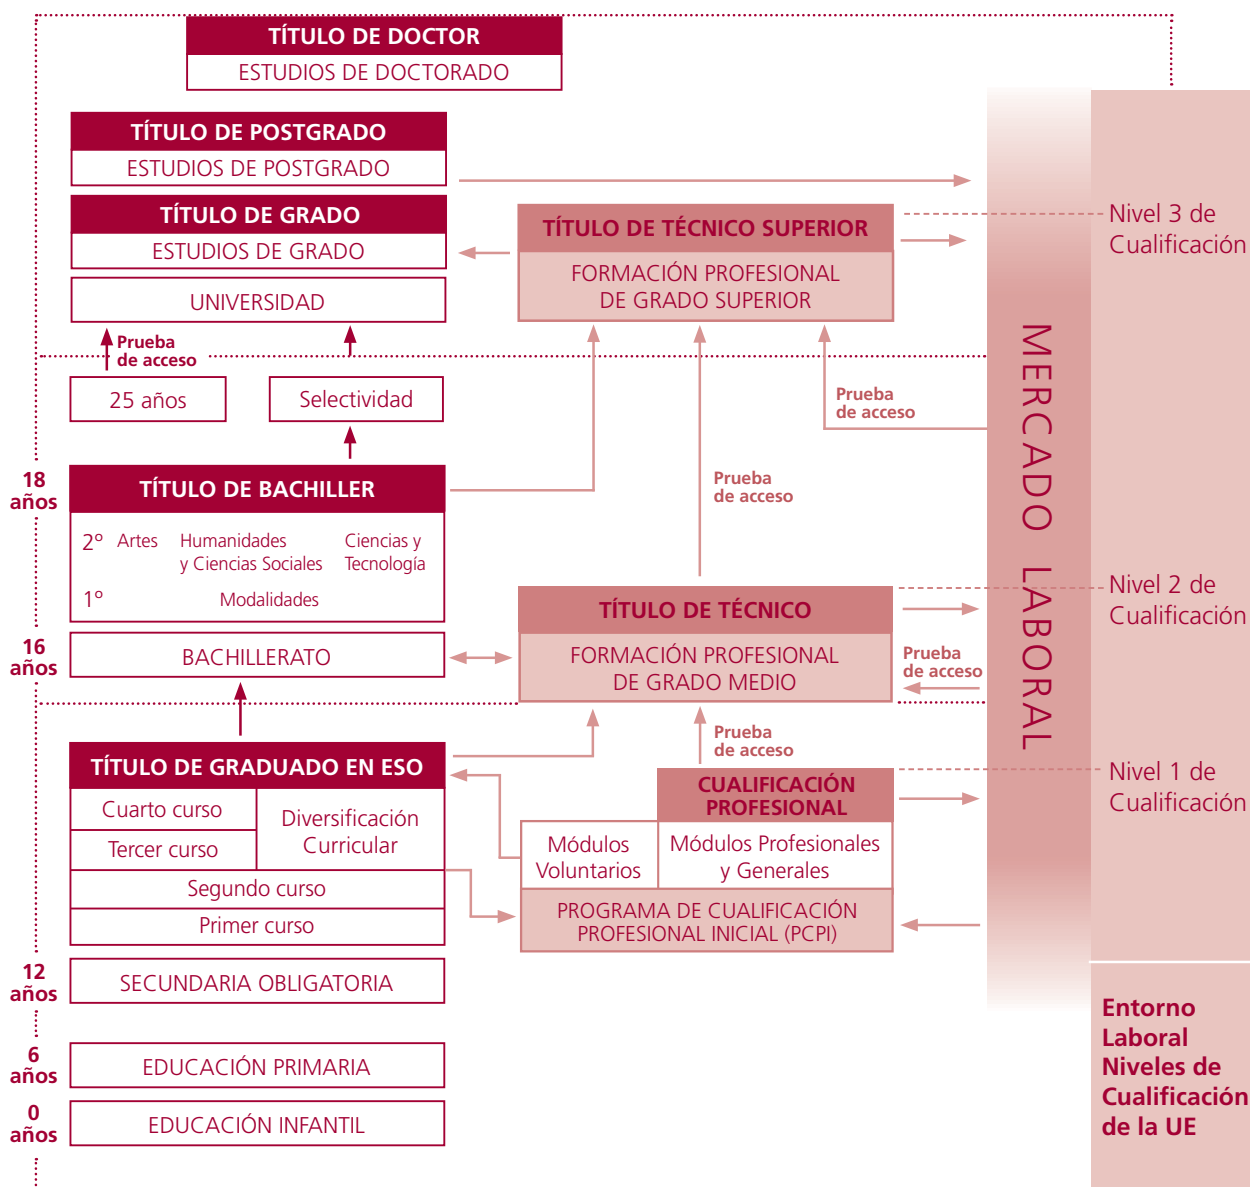 TÍTULO DE DOCTOR
ESTUDIOS DE DOCTORADO
TÍTULO DE POSTGRADO
ESTUDIOS DE POSTGRADO
TÍTULO DE GRADO
ESTUDIOS DE GRADO
UNIVERSIDAD
TÍTULO DE TÉCNICO SUPERIOR
FORMACIÓN PROFESIONAL
DE GRADO SUPERIOR
Nivel 3 de
Cualificación
Prueba
de acceso
25 años
Selectividad
Prueba
de acceso
MERCADO LABORAL
18
años
TÍTULO DE BACHILLER
2º Artes Humanidades
y Ciencias Sociales
Ciencias y
Tecnología
1º Modalidades
Prueba
de acceso
16
años
BACHILLERATO
TÍTULO DE TÉCNICO
FORMACIÓN PROFESIONAL
DE GRADO MEDIO
Nivel 2 de
Cualificación
Prueba
de acceso
Prueba
de acceso
TÍTULO DE GRADUADO EN ESO
Cuarto curso
Tercer curso
Diversificación
Curricular
Segundo curso
Primer curso
CUALIFICACIÓN
PROFESIONAL
Módulos
Voluntarios
Módulos Profesionales
y Generales
PROGRAMA DE CUALIFICACIÓN
PROFESIONAL INICIAL (PCPI)
Nivel 1 de
Cualificación
12
años
SECUNDARIA OBLIGATORIA
6
años
EDUCACIÓN PRIMARIA
0
años
EDUCACIÓN INFANTIL
Entorno
Laboral
Niveles de
Cualificación
de la UE